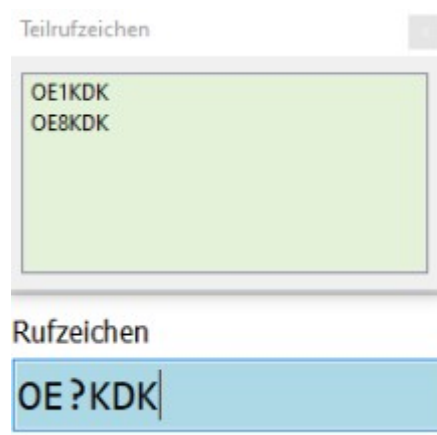 Teilrufzeichen
OE1KDK
OE8KDK
Rufzeichen
OE?KDK